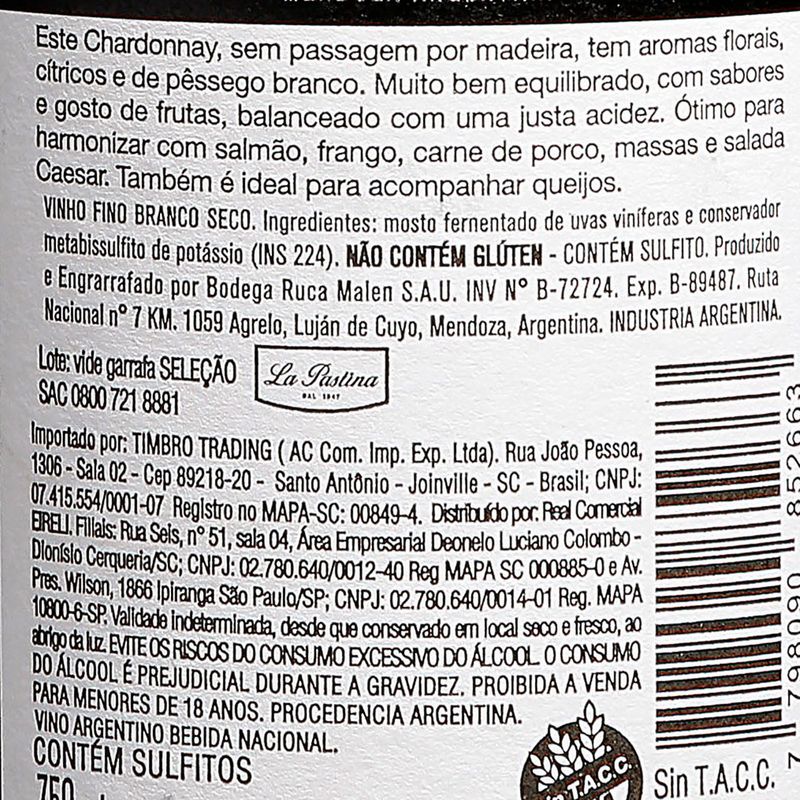 Este Chardonnay, sem passagem por madeira, tem aromas florais,
cítricos e de pêssego branco. Muito bem equilibrado, com sabores
e gosto de frutas, balanceado com uma justa acidez. Ótimo para
harmonizar com salmão, frango, carne de porco, massas e salada
Caesar. Também é ideal para acompanhar queijos.
VINHO FINO BRANCO SECO. Ingredientes: mosto fermentado de uvas viníferas e conservador
metabissulfito de potássio (INS 224). NÃO CONTÉM GLÚTEN - CONTÉM SULFITO. Produzido
e Engrarrafado por Bodega Ruca Malen S.A.U. INV N° B-72724. Exp. B-89487. Ruta
Nacional nº 7 KM. 1059 Agrelo, Luján de Cuyo, Mendoza, Argentina. INDUSTRIA ARGENTINA.
Lote: vide garrafa SELEÇÃO
SAC 0800 721 8881
La Pastina
DAL 1947
Importado por: TIMBRO TRADING ( AC Com. Imp. Exp. Ltda). Rua João Pessoa,
1306 - Sala 02 - Cep 89218-20 - Santo Antônio - Joinville - SC - Brasil; CNPJ:
07.415.554/0001-07 Registro no MAPA-SC: 00849-4. Distribuído por: Real Comercial
EIRELI, Filiais: Rua Seis, n° 51, sala 04, Área Empresarial Deonelo Luciano Colombo -
Dionísio Cerqueria/SC; CNPJ: 02.780.640/0012-40 Reg MAPA SC 000885-0 e Av.
Pres. Wilson, 1866 Ipiranga São Paulo/SP; CNPJ: 02.780.640/0014-01 Reg. MAPA
10800-6-SP. Validade indeterminada, desde que conservado em local seco e fresco, ao
abrigo da luz. EVITE OS RISCOS DO CONSUMO EXCESSIVO DO ÁLCOOL. O CONSUMO
DO ÁLCOOL É PREJUDICIAL DURANTE A GRAVIDEZ. PROIBIDA A VENDA
PARA MENORES DE 18 ANOS. PROCEDENCIA ARGENTINA.
VINO ARGENTINO BEBIDA NACIONAL.
CONTÉM SULFITOS
750
T.A.C.C.
Sin T.A.C.C.
7 798090 852663